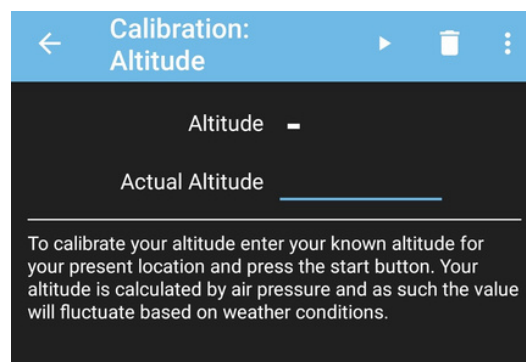 Calibration:
Altitude
Altitude -
Actual Altitude
To calibrate your altitude enter your known altitude for
your present location and press the start button. Your
altitude is calculated by air pressure and as such the value
will fluctuate based on weather conditions.